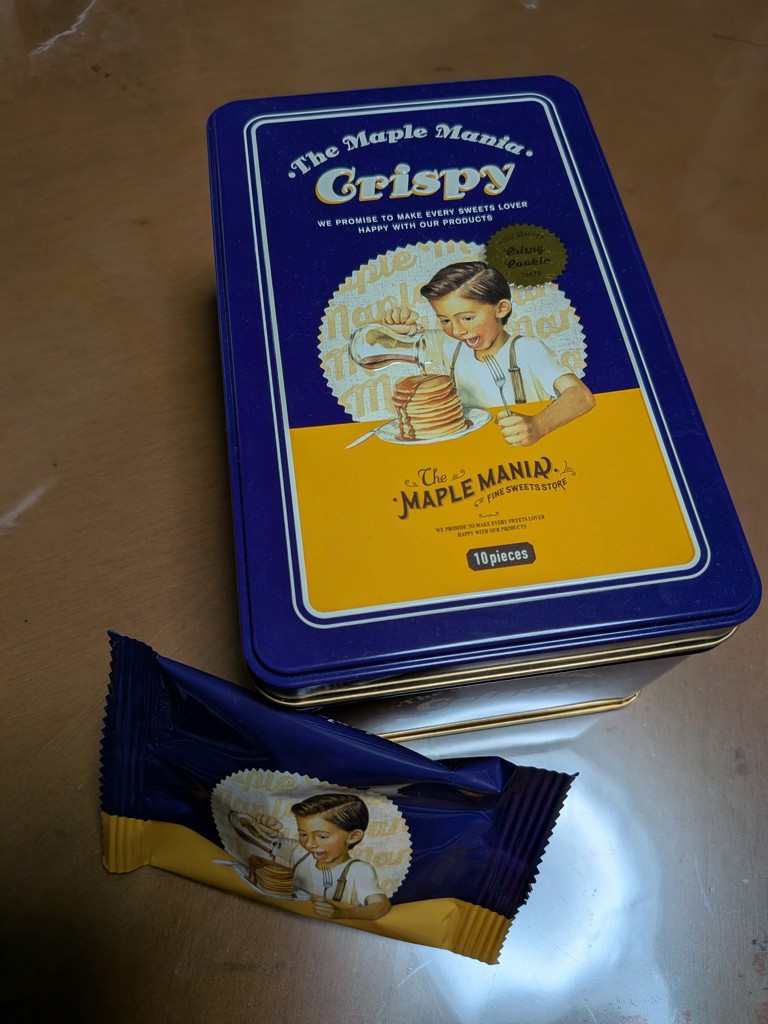 ·The Maple Mania·
Crispy
WE PROMISE TO MAKE EVERY SWEETS LOVER
HAPPY WITH OUR PRODUCTS
Crispy
Cookie
The
·MAPLE MANIA·
FINE SWEETS STORE
WE PROMISE TO MAKE EVERY SWEETS LOVER
HAPPY WITH OUR PRODUCTS
10 pieces